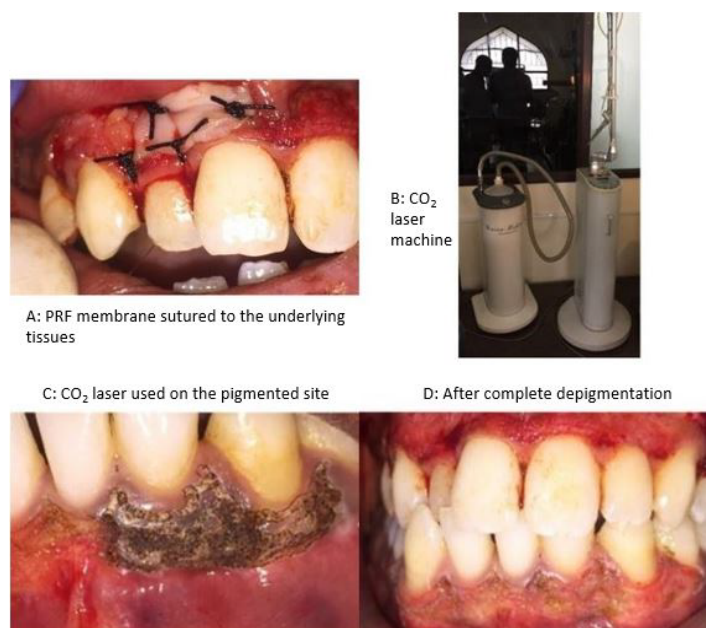 A: PRF membrane sutured to the underlying
tissues
B: CO₂
laser
machine
C: CO₂ laser used on the pigmented site
D: After complete depigmentation